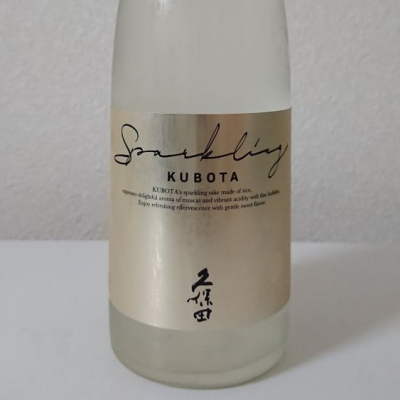 Sparkling
KUBOTA
KUBOTA's sparkling sake made of rice,
expresses delightful aroma of muscat and vibrant acidity with fine bubbles.
Enjoy refreshing effervescence with gentle sweet flavor.
久保田